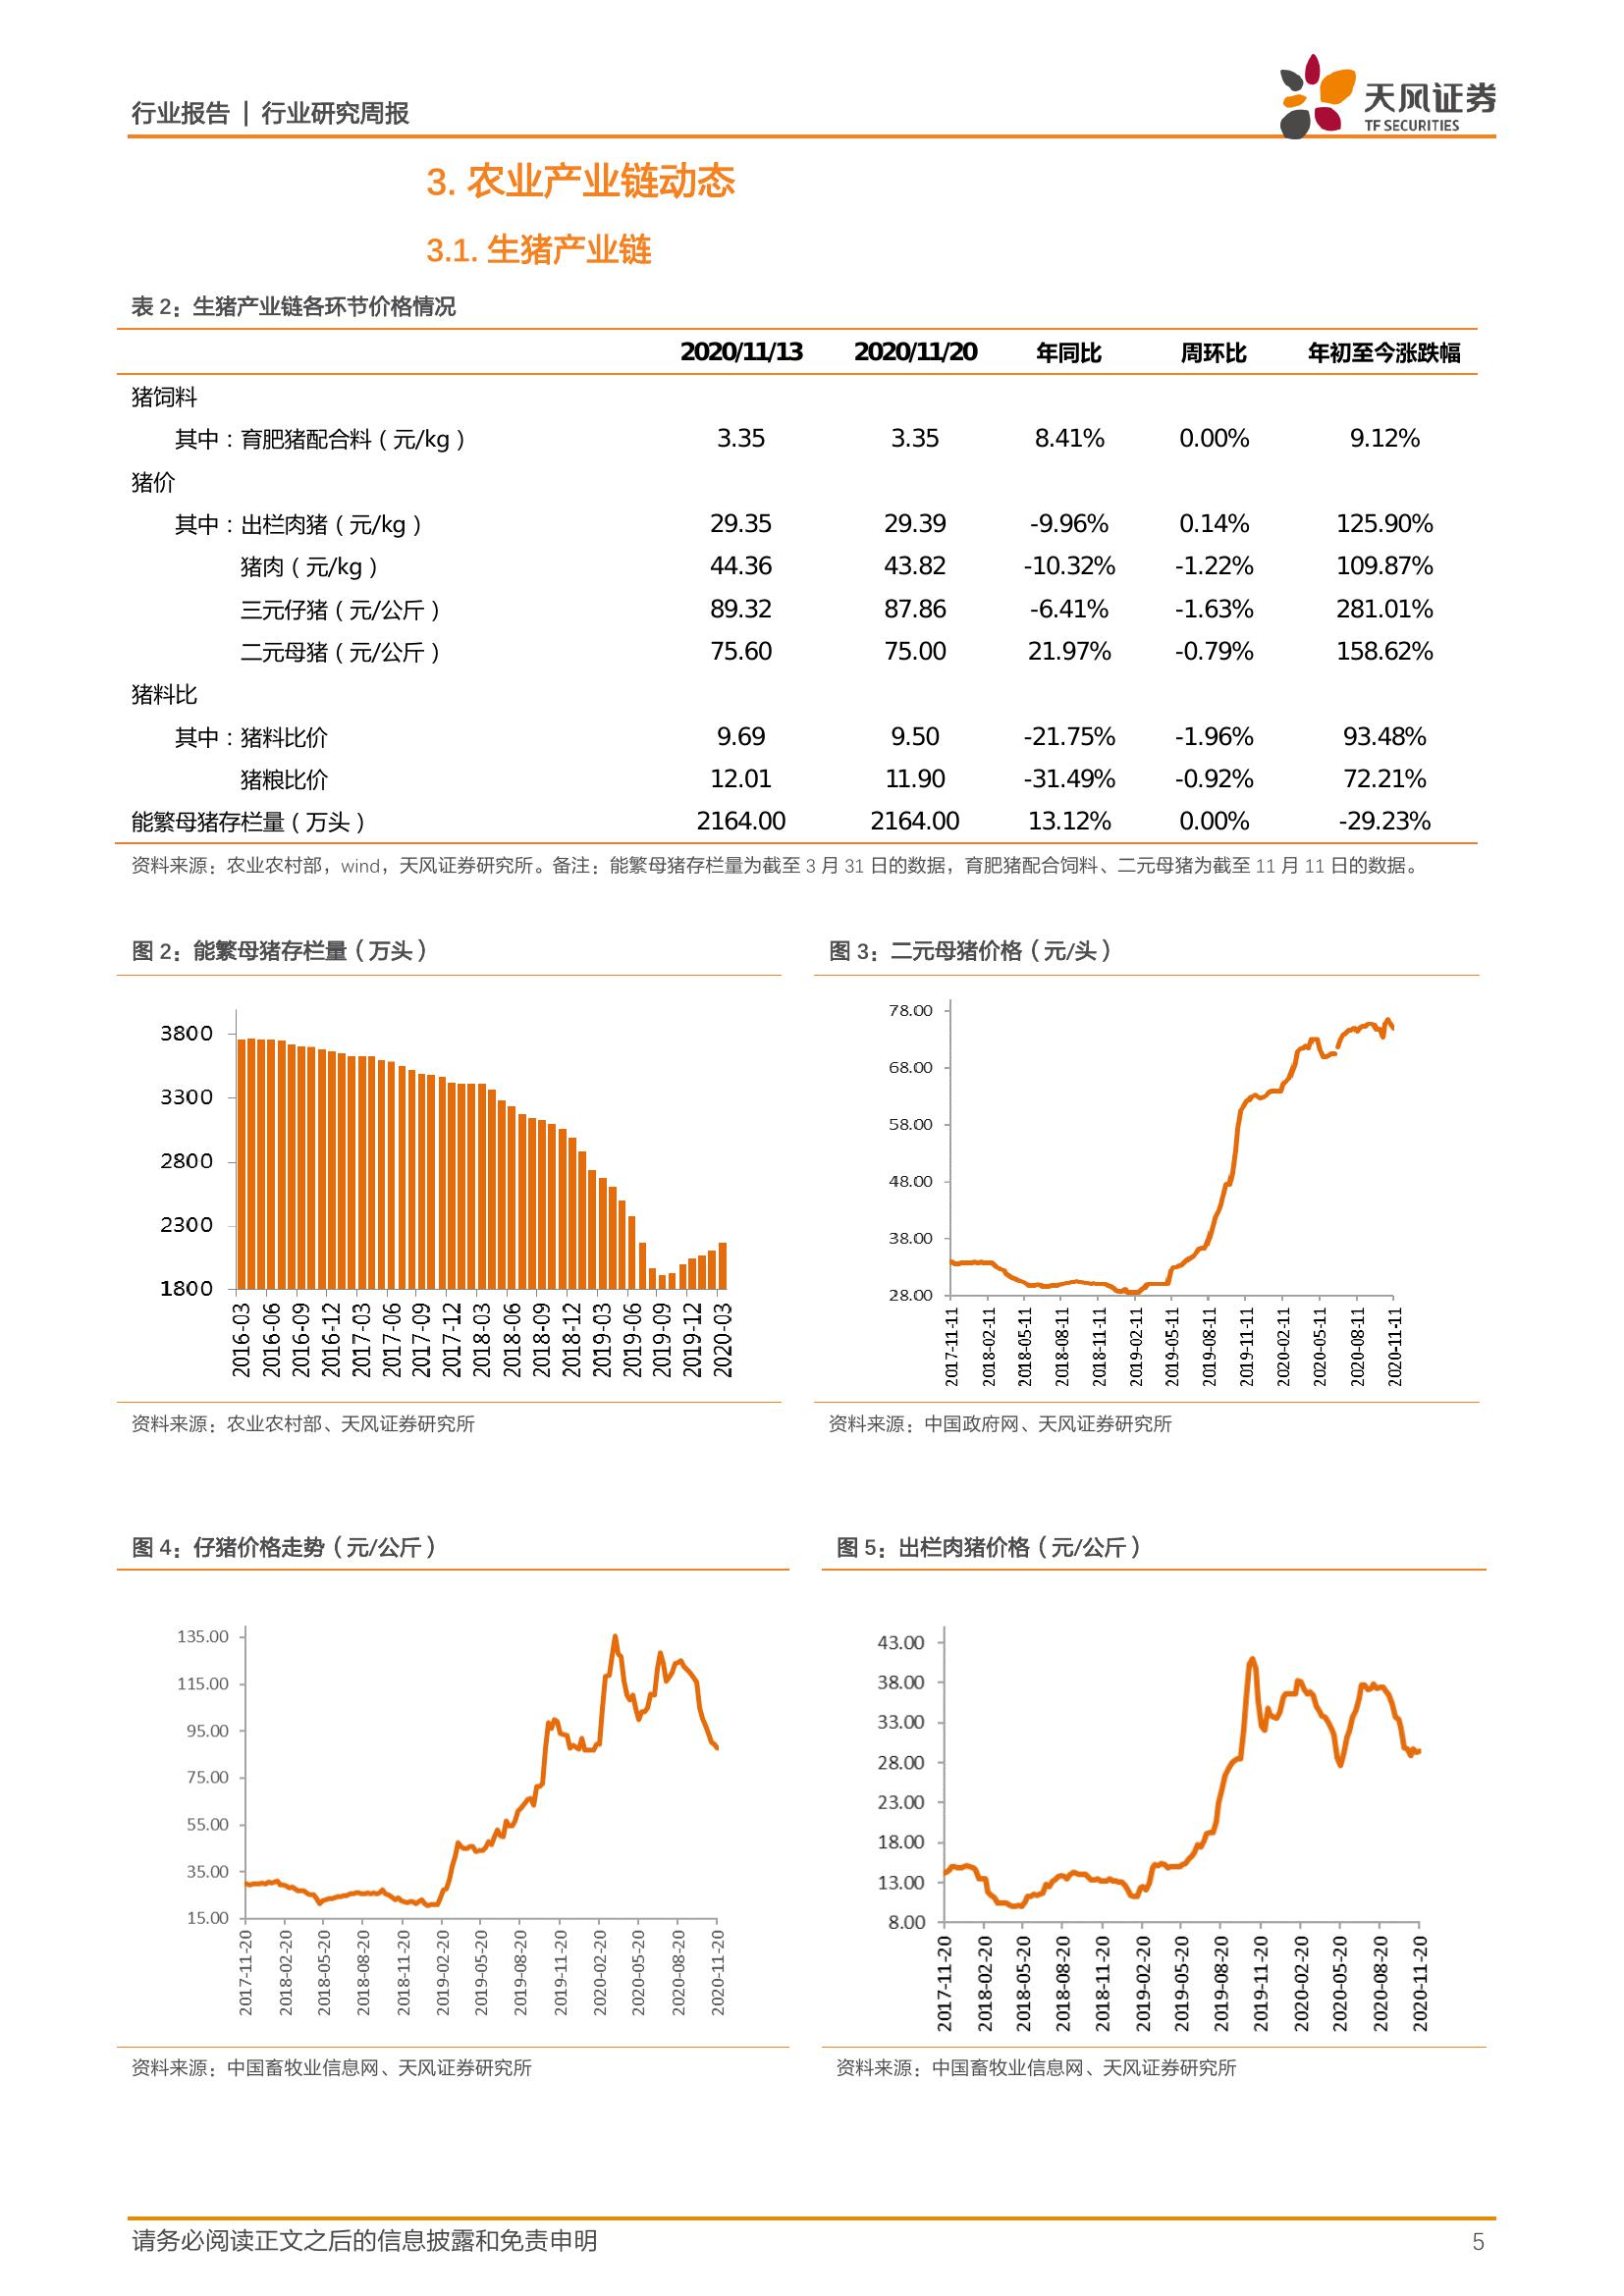 行业报告 | 行业研究周报
天风证券
TF SECURITIES
3. 农业产业链动态
3.1. 生猪产业链
表 2：生猪产业链各环节价格情况
2020/11/13 2020/11/20 年同比 周环比 年初至今涨跌幅
猪饲料
其中：育肥猪配合料（元/kg） 3.35 3.35 8.41% 0.00% 9.12%
猪价
其中：出栏肉猪（元/kg） 29.35 29.39 -9.96% 0.14% 125.90%
猪肉（元/kg） 44.36 43.82 -10.32% -1.22% 109.87%
三元仔猪（元/公斤） 89.32 87.86 -6.41% -1.63% 281.01%
二元母猪（元/公斤） 75.60 75.00 21.97% -0.79% 158.62%
猪料比
其中：猪料比价 9.69 9.50 -21.75% -1.96% 93.48%
猪粮比价 12.01 11.90 -31.49% -0.92% 72.21%
能繁母猪存栏量（万头） 2164.00 2164.00 13.12% 0.00% -29.23%
资料来源：农业农村部，wind，天风证券研究所。备注：能繁母猪存栏量为截至 3 月 31 日的数据，育肥猪配合饲料、二元母猪为截至 11 月 11 日的数据。
图 2：能繁母猪存栏量（万头）
3800
3300
2800
2300
1800
2016-03 2016-06 2016-09 2016-12 2017-03 2017-06 2017-09 2017-12 2018-03 2018-06 2018-09 2018-12 2019-03 2019-06 2019-09 2019-12 2020-03
资料来源：农业农村部、天风证券研究所
图 3：二元母猪价格（元/头）
78.00
68.00
58.00
48.00
38.00
28.00
2017-11-11 2018-02-11 2018-05-11 2018-08-11 2018-11-11 2019-02-11 2019-05-11 2019-08-11 2019-11-11 2020-02-11 2020-05-11 2020-08-11 2020-11-11
资料来源：中国政府网、天风证券研究所
图 4：仔猪价格走势（元/公斤）
135.00
115.00
95.00
75.00
55.00
35.00
15.00
2017-11-20 2018-02-20 2018-05-20 2018-08-20 2018-11-20 2019-02-20 2019-05-20 2019-08-20 2019-11-20 2020-02-20 2020-05-20 2020-08-20 2020-11-20
资料来源：中国畜牧业信息网、天风证券研究所
图 5：出栏肉猪价格（元/公斤）
43.00
38.00
33.00
28.00
23.00
18.00
13.00
8.00
2017-11-20 2018-02-20 2018-05-20 2018-08-20 2018-11-20 2019-02-20 2019-05-20 2019-08-20 2019-11-20 2020-02-20 2020-05-20 2020-08-20 2020-11-20
资料来源：中国畜牧业信息网、天风证券研究所
请务必阅读正文之后的信息披露和免责申明 5